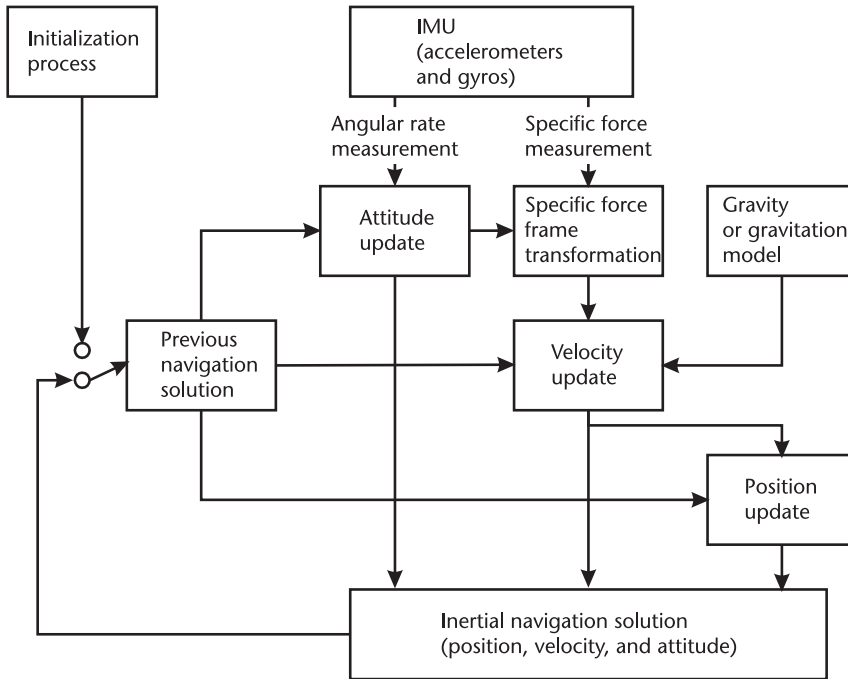 Initialization
process
IMU
(accelerometers
and gyros)
Angular rate
measurement
Specific force
measurement
Attitude
update
Specific force
frame
transformation
Gravity
or gravitation
model
Previous
navigation
solution
Velocity
update
Position
update
Inertial navigation solution
(position, velocity, and attitude)